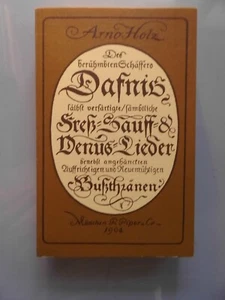 Arno Holz
Des
berühmbten Schäffers
Dafnis
sälbst verfärtigte / sämbtliche
Freß-Sauff-&
Venus-Lieder
benebst angehänckten
Auffrichtigen und Reuemüthigen
Bußthränen
München R. Piper & Co.
1904